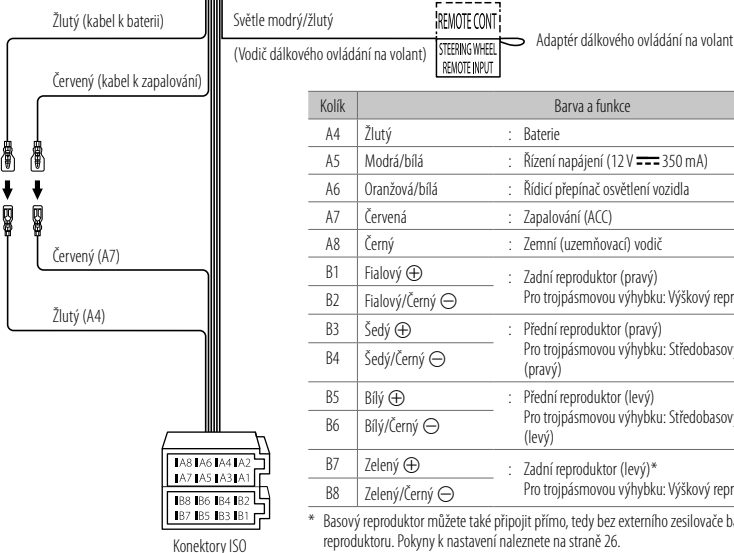 Žlutý (kabel k baterii)
Světle modrý/žlutý
(Vodič dálkového ovládání na volant)
REMOTE CONT
STEERING WHEEL
REMOTE INPUT
Adaptér dálkového ovládání na volant
Červený (kabel k zapalování)
Červený (A7)
Žlutý (A4)
Kolík Barva a funkce
A4 Žlutý : Baterie
A5 Modrá/bílá : Řízení napájení (12 V ⎓ 350 mA)
A6 Oranžová/bílá : Řídicí přepínač osvětlení vozidla
A7 Červená : Zapalování (ACC)
A8 Černý : Zemní (uzemňovací) vodič
B1 Fialový ⊕ : Zadní reproduktor (pravý)
B2 Fialový/Černý ⊖ Pro trojpásmovou výhybku: Výškový
B3 Šedý ⊕ : Přední reproduktor (pravý)
B4 Šedý/Černý ⊖ Pro trojpásmovou výhybku:
(pravý)
B5 Bílý ⊕ : Přední reproduktor (levý)
B6 Bílý/Černý ⊖ Pro trojpásmovou výhybku:
(levý)
B7 Zelený ⊕ : Zadní reproduktor (levý)*
B8 Zelený/Černý ⊖ Pro trojpásmovou výhybku: Výškový
* Basový reproduktor můžete také připojit přímo, tedy bez externího zesilovače
reproduktoru. Pokyny k nastavení naleznete na straně 26.
A8 A6 A4 A2
A7 A5 A3 A1
B8 B6 B4 B2
B7 B5 B3 B1
Konektory ISO